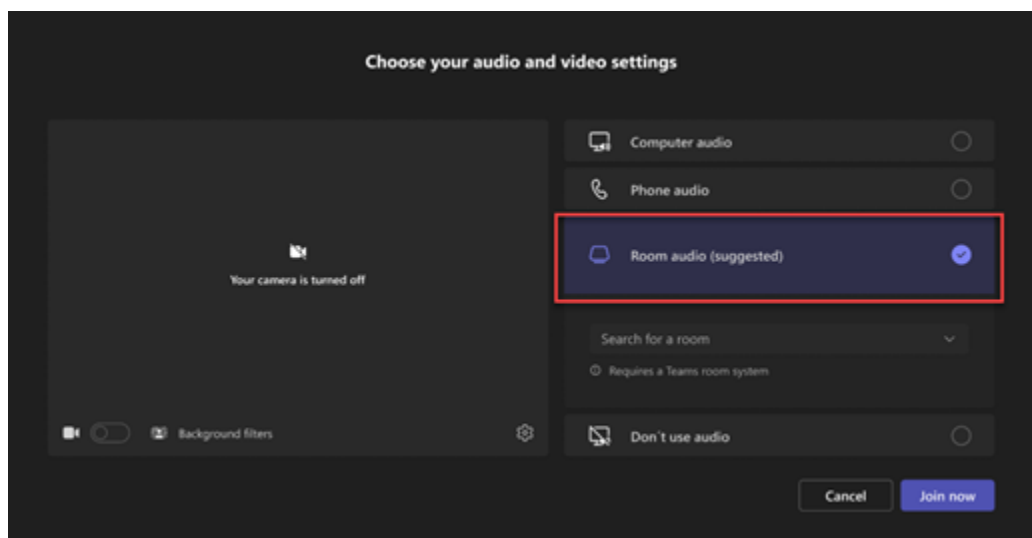 Choose your audio and video settings
Your camera is turned off
Background filters
Computer audio
Phone audio
Room audio (suggested)
Search for a room
Requires a Teams room system
Don't use audio
Cancel
Join now